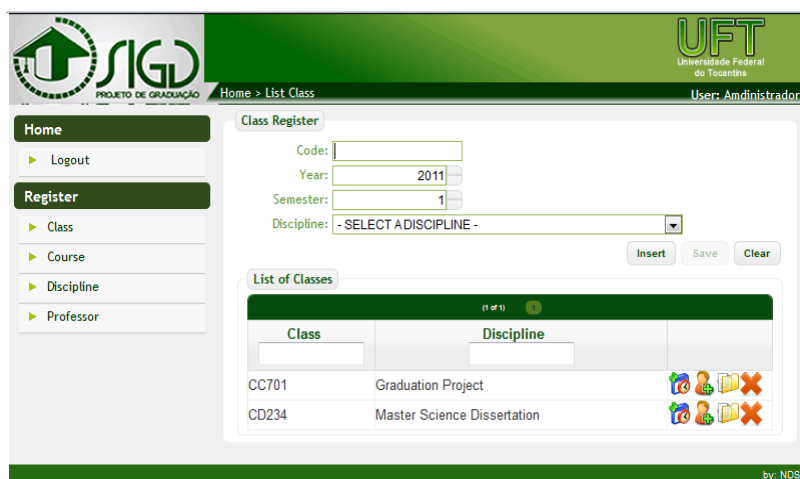 SIGD
PROJETO DE GRADUAÇÃO
UFT
Universidade Federal
do Tocantins
Home > List Class
User: Amdinistrador
Home
Logout
Register
Class
Course
Discipline
Professor
Class Register
Code:
Year: 2011
Semester: 1
Discipline: - SELECT A DISCIPLINE -
Insert Save Clear
List of Classes
(1 of 1) 1
Class Discipline
CC701 Graduation Project
CD234 Master Science Dissertation
by: NDS